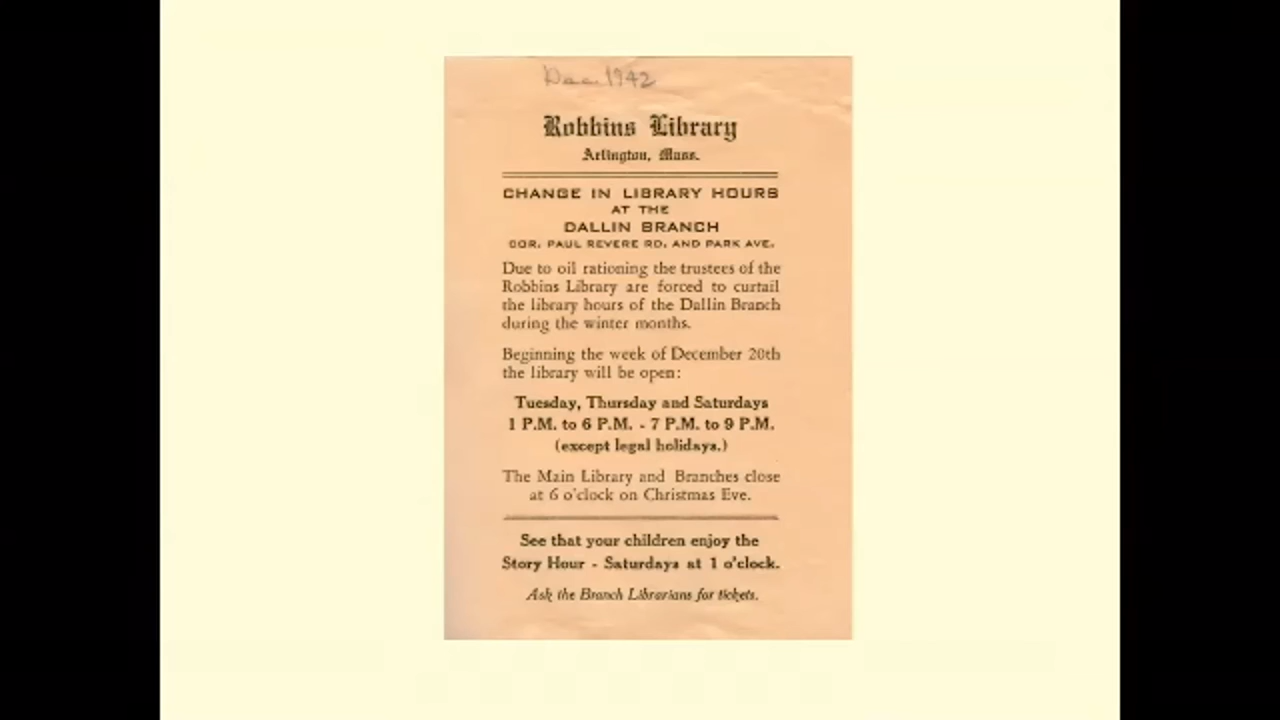 Dec. 1942
Robbins Library
Arlington, Mass.
CHANGE IN LIBRARY HOURS
AT THE
DALLIN BRANCH
COR. PAUL REVERE RD. AND PARK AVE.
Due to oil rationing the trustees of the
Robbins Library are forced to curtail
the library hours of the Dallin Branch
during the winter months.
Beginning the week of December 20th
the library will be open:
Tuesday, Thursday and Saturdays
1 P.M. to 6 P.M. - 7 P.M. to 9 P.M.
(except legal holidays.)
The Main Library and Branches close
at 6 o'clock on Christmas Eve.
See that your children enjoy the
Story Hour - Saturdays at 1 o'clock.
Ask the Branch Librarians for tickets.